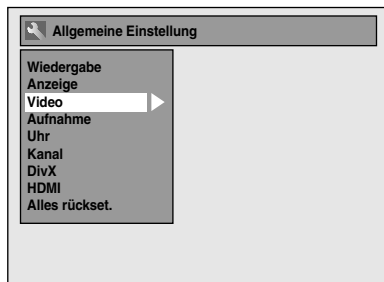 Allgemeine Einstellung
Wiedergabe
Anzeige
Video
Aufnahme
Uhr
Kanal
DivX
HDMI
Alles rückset.